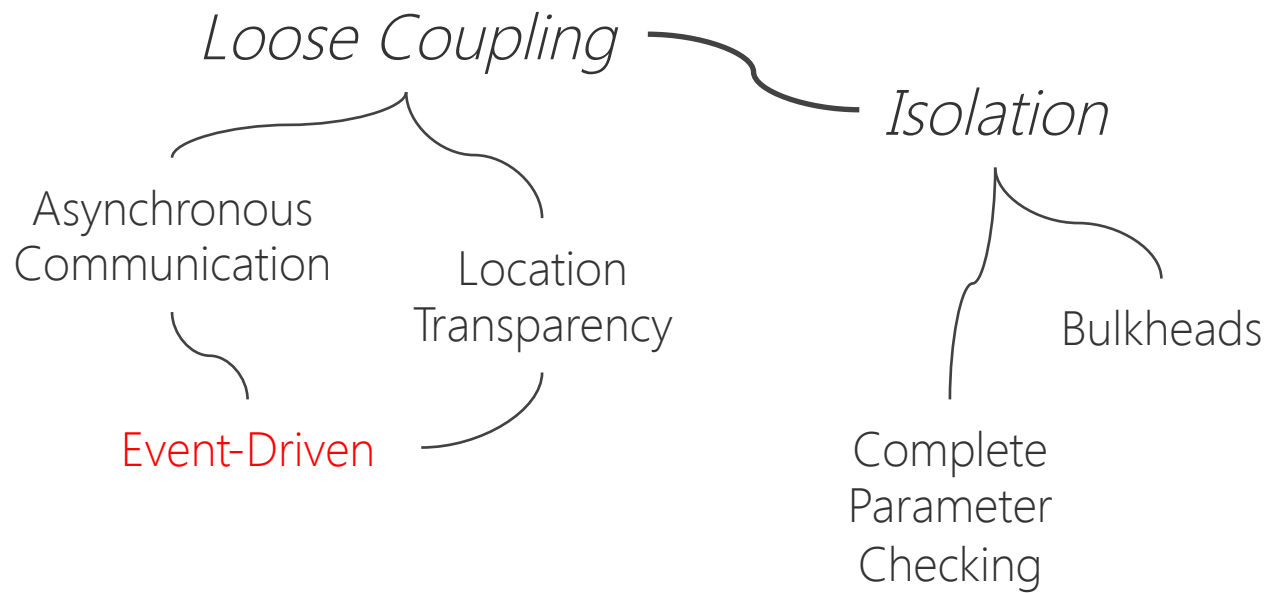 Loose Coupling
Isolation
Asynchronous
Communication
Location
Transparency
Bulkheads
Event-Driven
Complete
Parameter
Checking